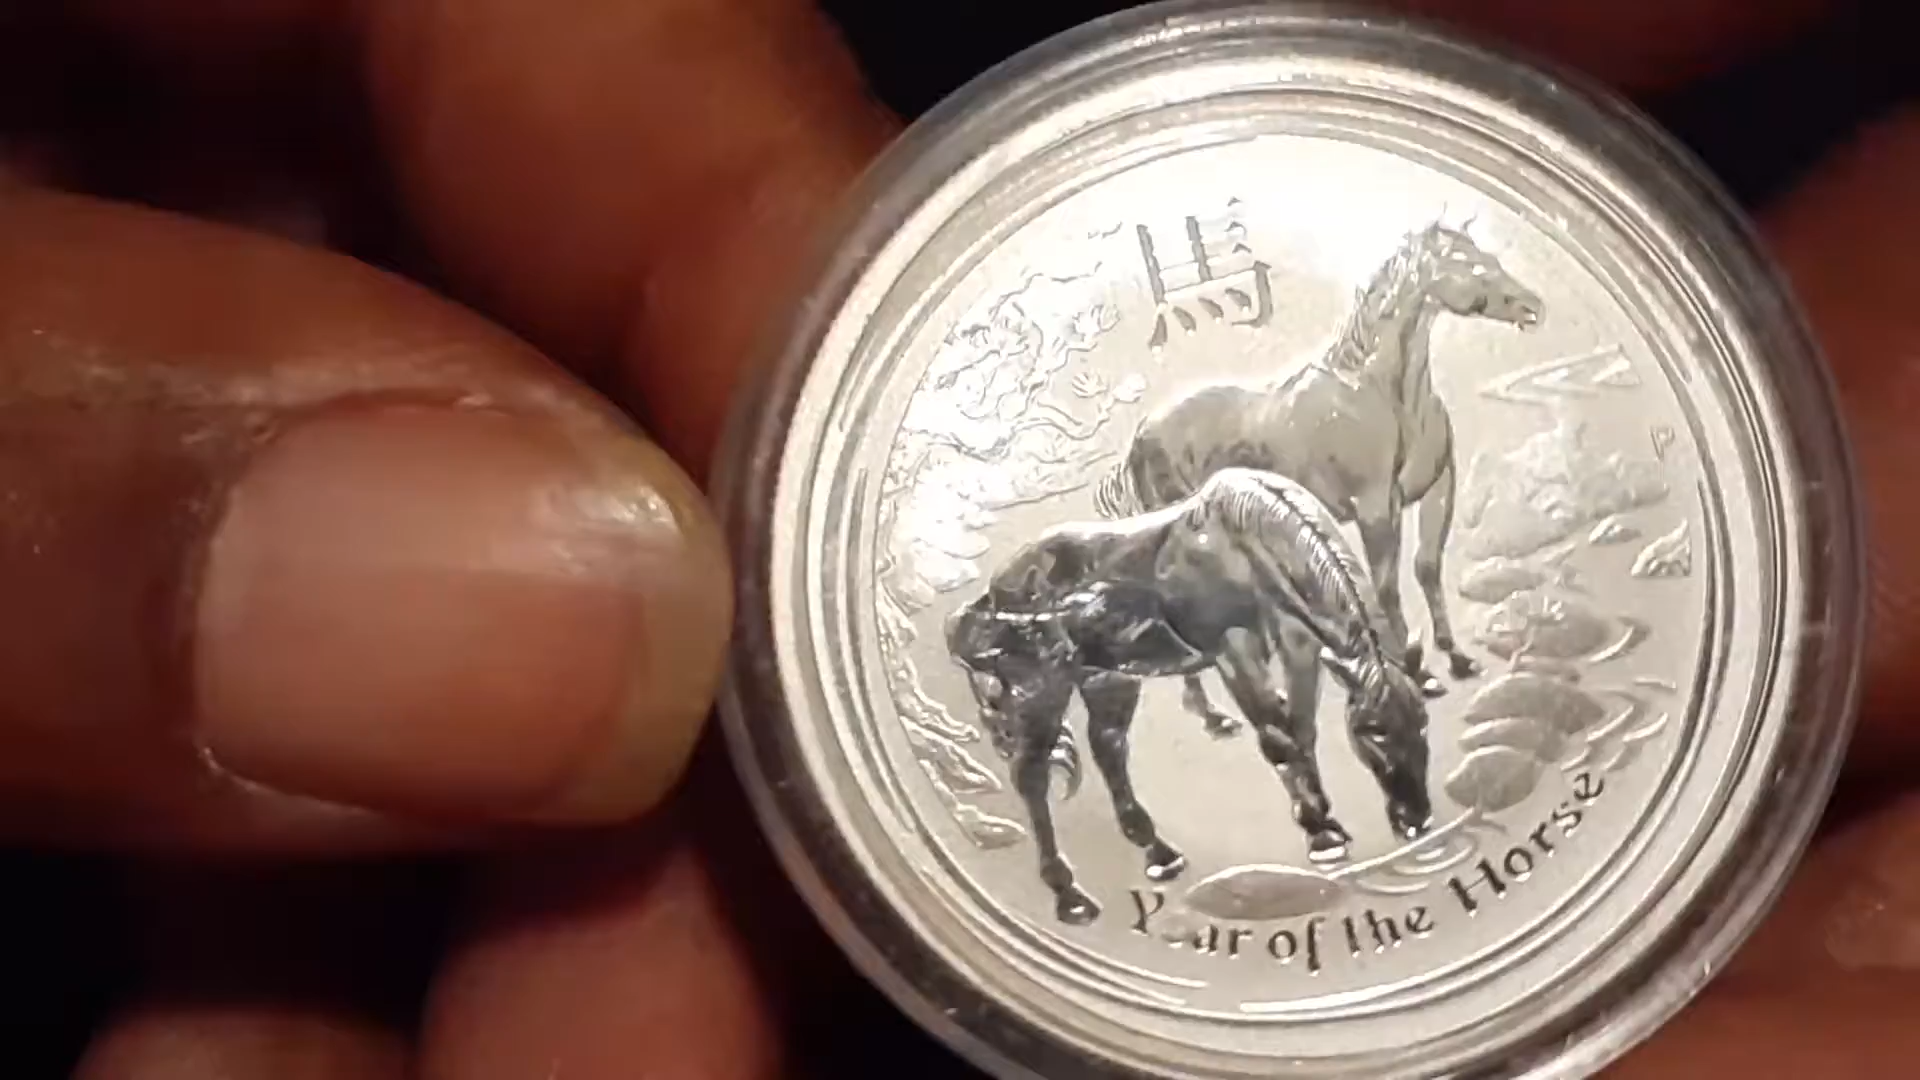 馬
P
Year of the Horse